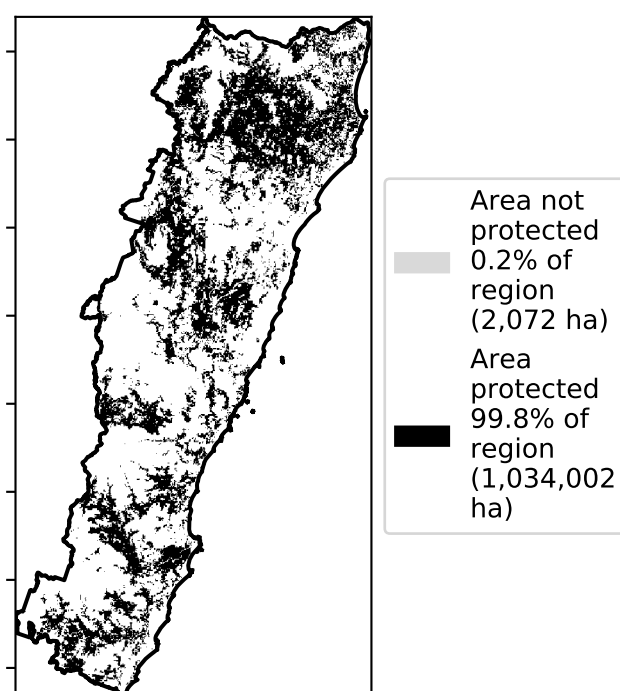 Area not
protected
0.2% of
region
(2,072 ha)
Area
protected
99.8% of
region
(1,034,002
ha)